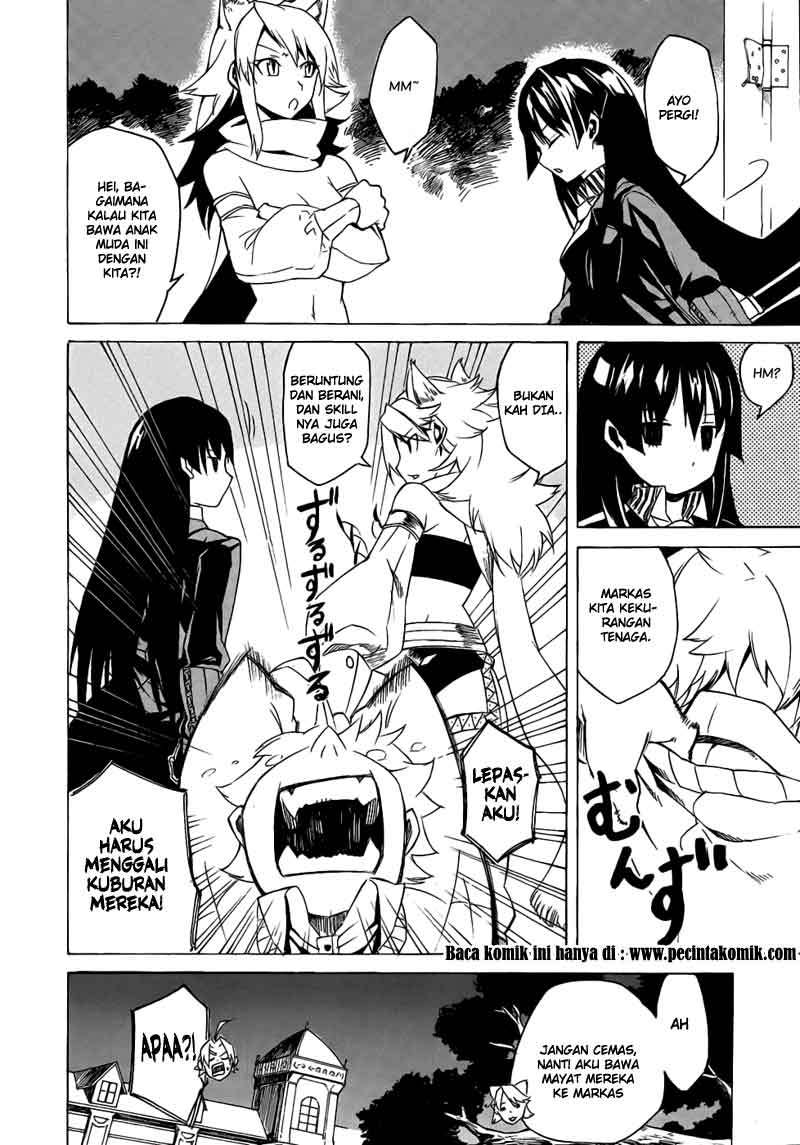 AYO
PERGI!
MM~
HEI, BA-
GAIMANA
KALAU KITA
BAWA ANAK
MUDA INI
DENGAN
KITA?!
HM?
BUKAN
KAH DIA..
BERUNTUNG
DAN BERANI,
DAN SKILL
NYA JUGA
BAGUS?
ずるずるずるずる
MARKAS
KITA KEKU-
RANGAN
TENAGA.
むんず
LEPAS-
KAN
AKU!
AKU
HARUS
MENGGALI
KUBURAN
MEREKA!
Baca komik ini hanya di : www.pecintakomik.com
AH
JANGAN CEMAS,
NANTI AKU BAWA
MAYAT MEREKA
KE MARKAS
APAA?!